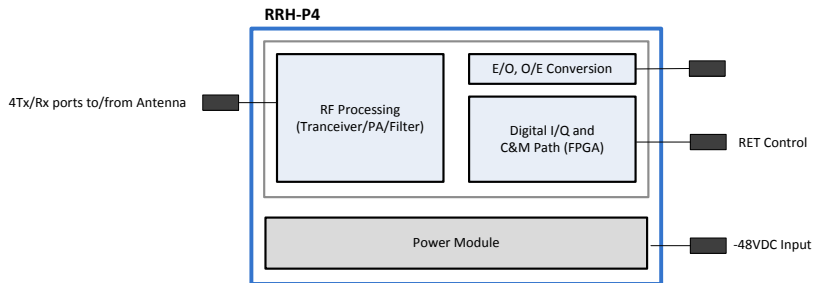 RRH-P4
4Tx/Rx ports to/from Antenna
RF Processing
(Tranceiver/PA/Filter)
E/O, O/E Conversion
Digital I/Q and
C&M Path (FPGA)
RET Control
Power Module
-48VDC Input